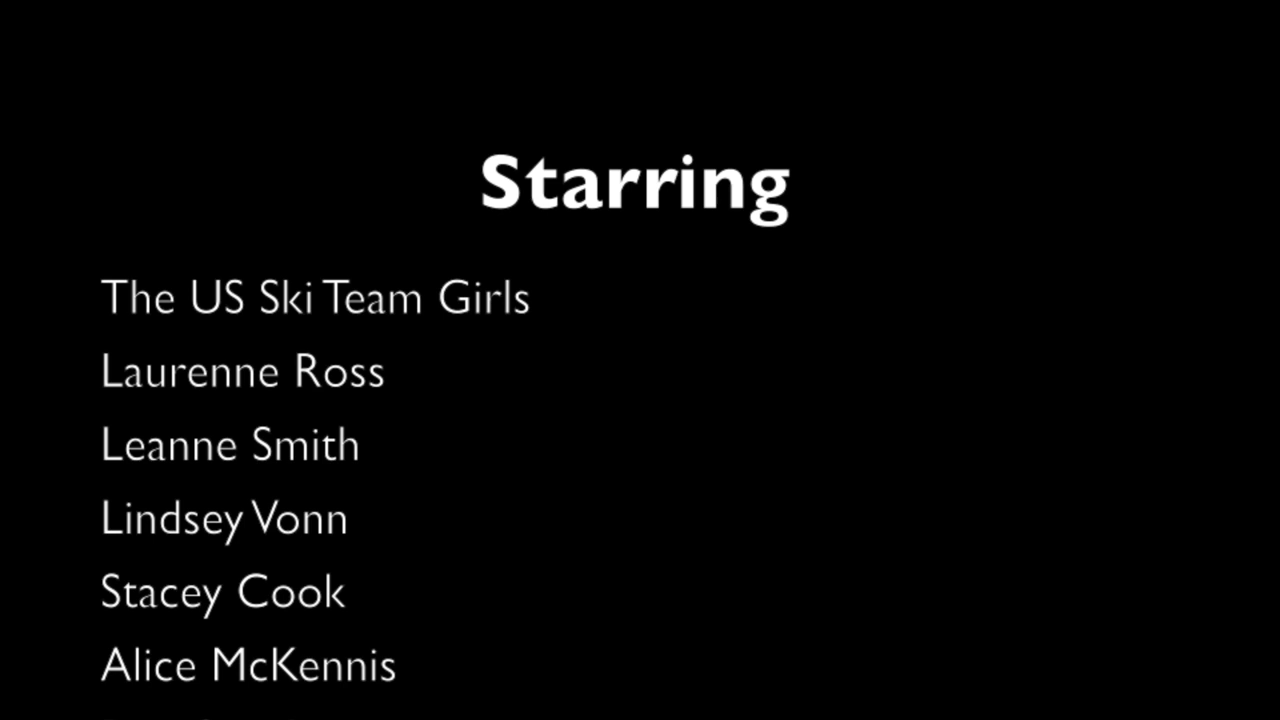 Starring
The US Ski Team Girls
Laurenne Ross
Leanne Smith
Lindsey Vonn
Stacey Cook
Alice McKennis